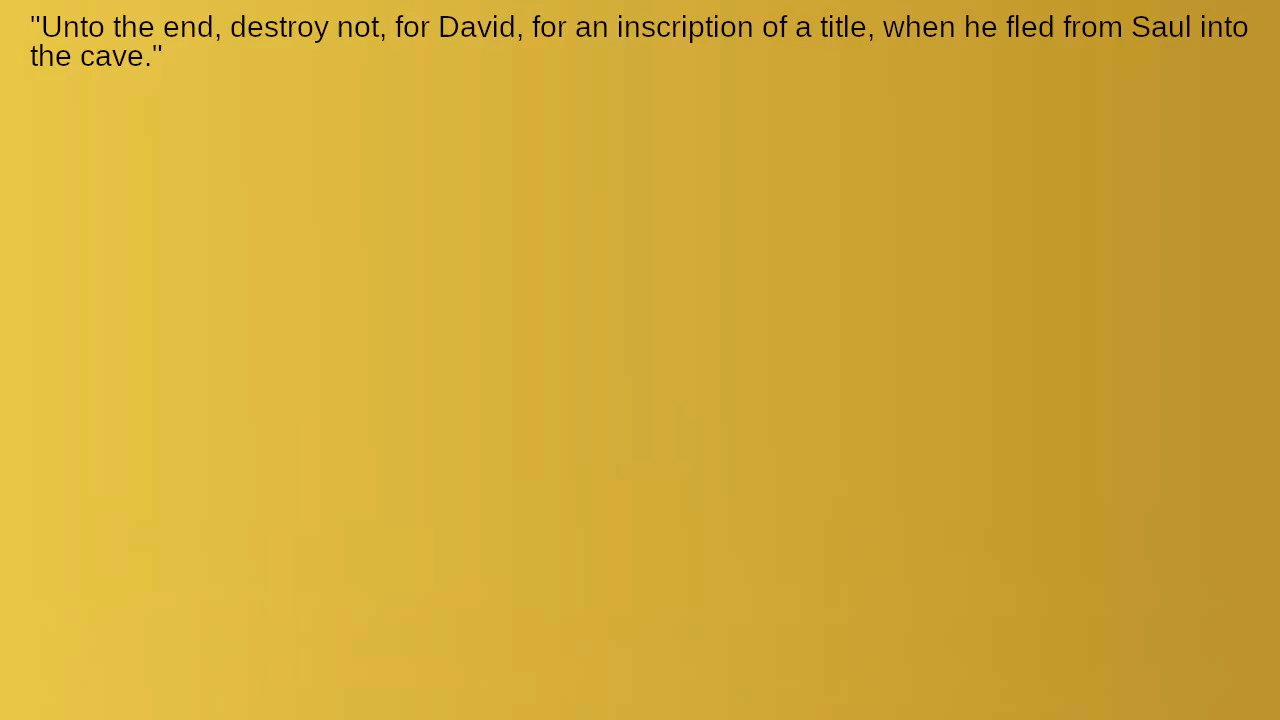 "Unto the end, destroy not, for David, for an inscription of a title, when he fled from Saul into
the cave."